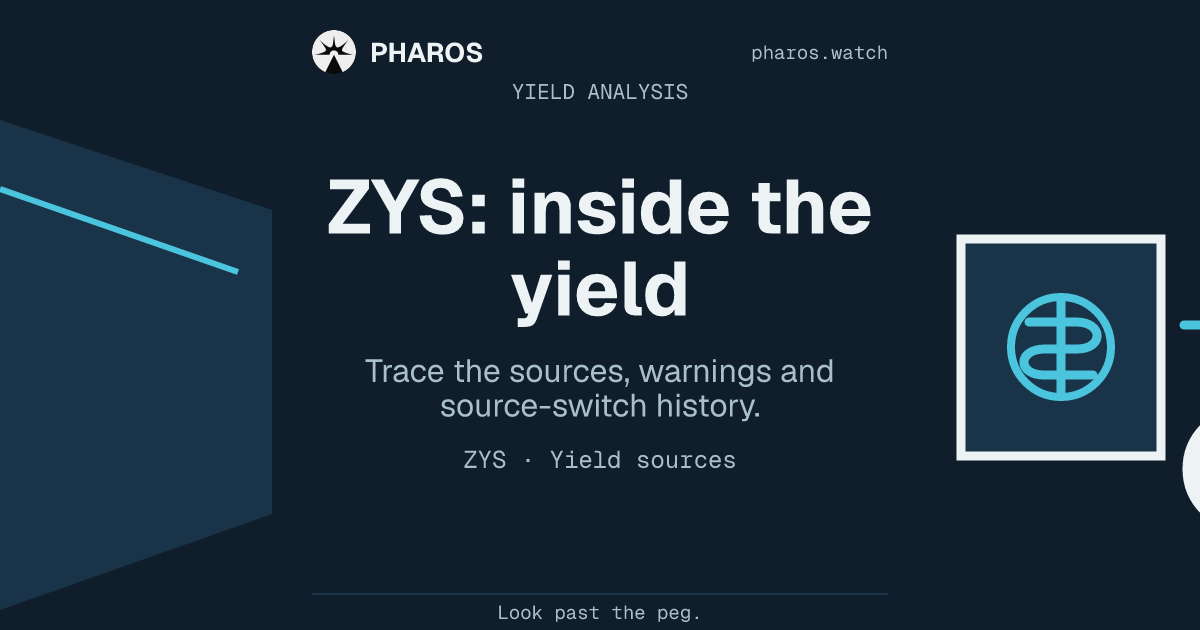 PHAROS
pharos.watch
YIELD ANALYSIS
ZYS: inside the
yield
Trace the sources, warnings and
source-switch history.
ZYS · Yield sources
Look past the peg.